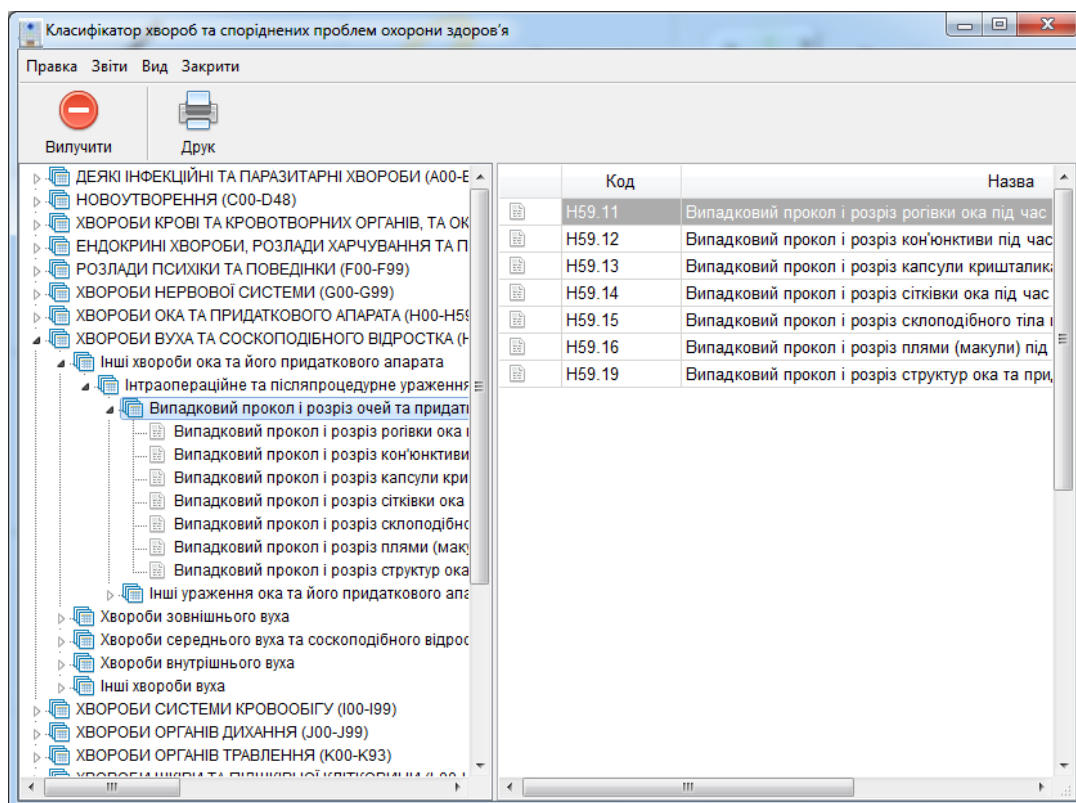 Класифікатор хвороб та споріднених проблем охорони здоров'я
Правка Звіти Вид Закрити
Вилучити Друк
ДЕЯКІ ІНФЕКЦІЙНІ ТА ПАРАЗИТАРНІ ХВОРОБИ (A00-
НОВОУТВОРЕННЯ (C00-D48)
ХВОРОБИ КРОВІ ТА КРОВОТВОРНИХ ОРГАНІВ, ТА ОК
ЕНДОКРИНІ ХВОРОБИ, РОЗЛАДИ ХАРЧУВАННЯ ТА П
РОЗЛАДИ ПСИХІКИ ТА ПОВЕДІНКИ (F00-F99)
ХВОРОБИ НЕРВОВОЇ СИСТЕМИ (G00-G99)
ХВОРОБИ ОКА ТА ПРИДАТКОВОГО АПАРАТА (H00-H59
ХВОРОБИ ВУХА ТА СОСКОПОДІБНОГО ВІДРОСТКА (H
Інші хвороби ока та його придаткового апарата
Інтраопераційне та післяпроцедурне ураження
Випадковий прокол і розріз очей та придат
Випадковий прокол і розріз рогівки ока
Випадковий прокол і розріз кон'юнктиви
Випадковий прокол і розріз капсули кри
Випадковий прокол і розріз сітківки ока
Випадковий прокол і розріз склоподібно
Випадковий прокол і розріз плями (маку
Випадковий прокол і розріз структур ока
Інші ураження ока та його придаткового апа
Хвороби зовнішнього вуха
Хвороби середнього вуха та соскоподібного відрос
Хвороби внутрішнього вуха
Інші хвороби вуха
ХВОРОБИ СИСТЕМИ КРОВООБІГУ (I00-I99)
ХВОРОБИ ОРГАНІВ ДИХАННЯ (J00-J99)
ХВОРОБИ ОРГАНІВ ТРАВЛЕННЯ (K00-K93)
Код Назва
H59.11 Випадковий прокол і розріз рогівки ока під час
H59.12 Випадковий прокол і розріз кон'юнктиви під час
H59.13 Випадковий прокол і розріз капсули кришталик
H59.14 Випадковий прокол і розріз сітківки ока під час
H59.15 Випадковий прокол і розріз склоподібного тіла
H59.16 Випадковий прокол і розріз плями (макули) під
H59.19 Випадковий прокол і розріз структур ока та при